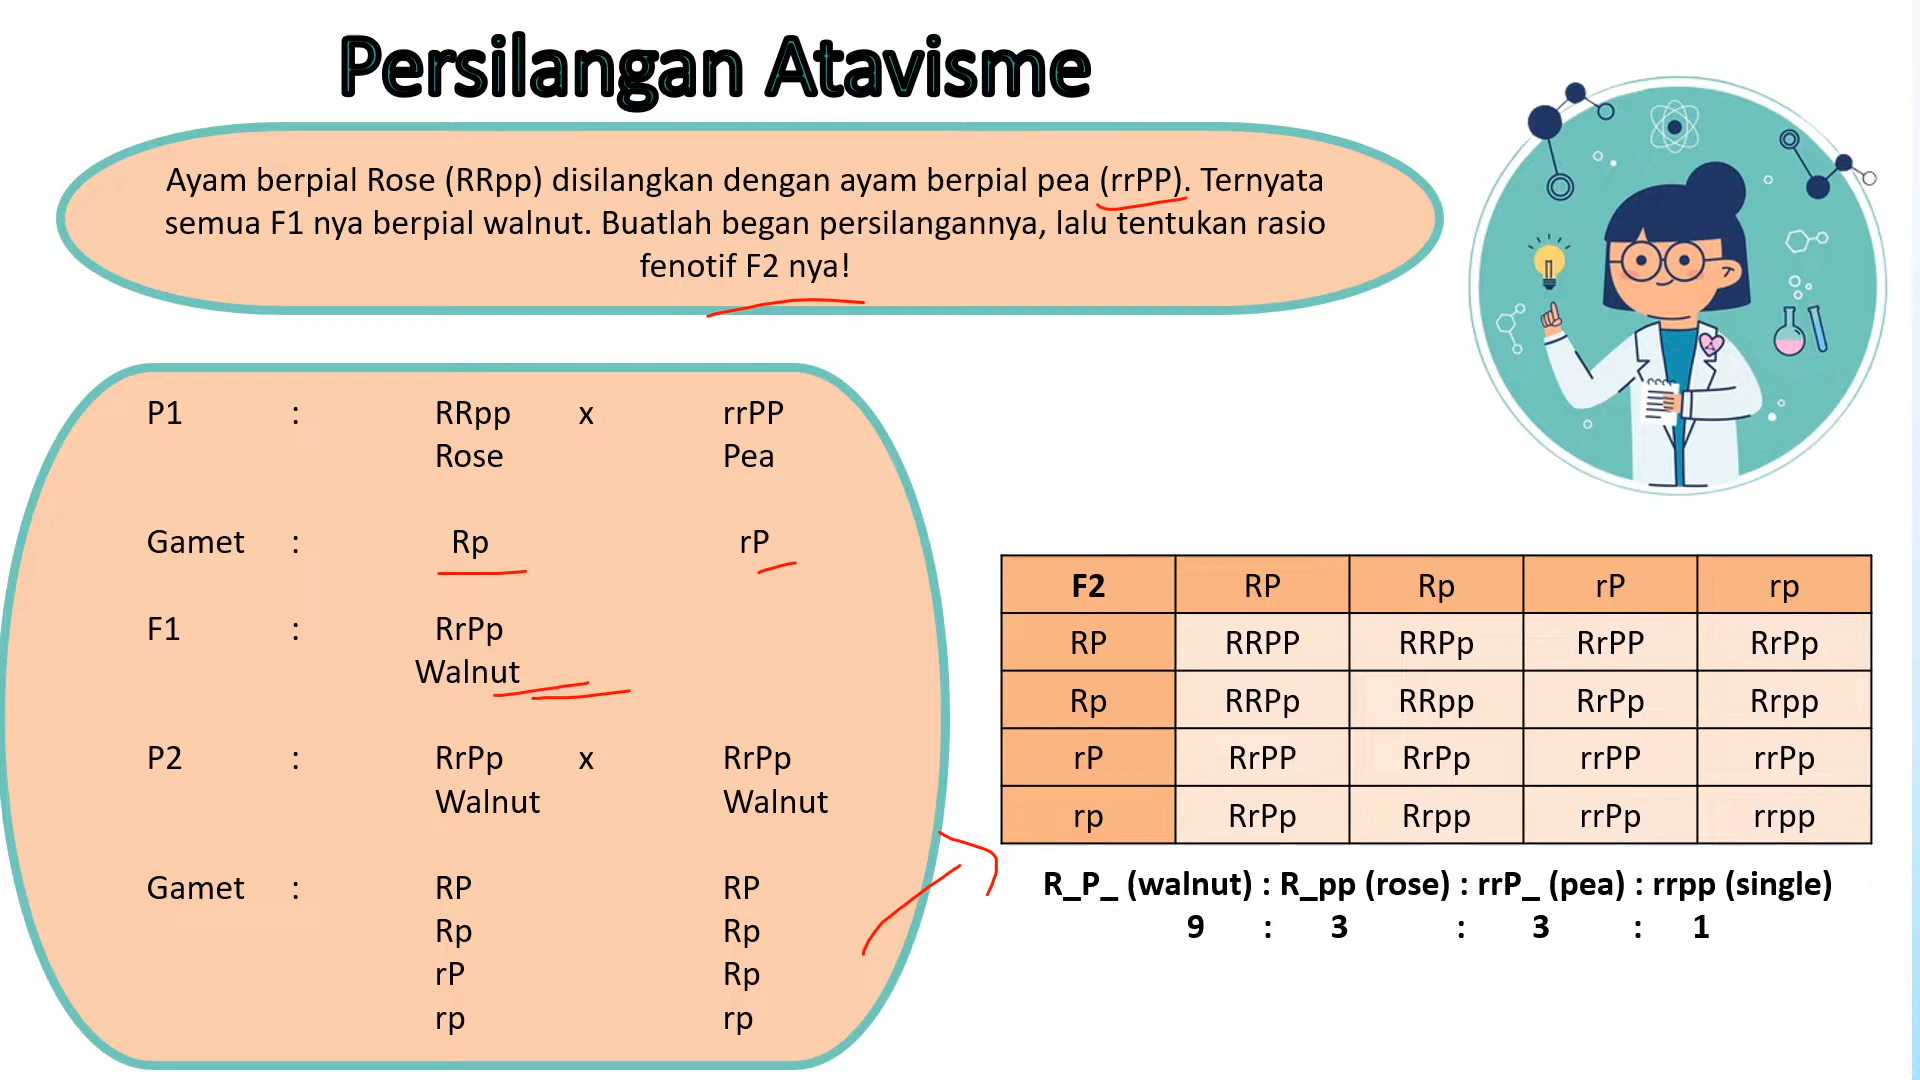 Persilangan Atavisme
Ayam berpial Rose (RRpp) disilangkan dengan ayam berpial pea (rrPP). Ternyata
semua F1 nya berpial walnut. Buatlah began persilangannya, lalu tentukan rasio
fenotif F2 nya!
P1 : RRpp x rrPP
Rose Pea
Gamet : Rp rP
F1 : RrPp
Walnut
P2 : RrPp x RrPp
Walnut Walnut
Gamet : RP RP
Rp Rp
rP Rp
rp rp
F2 RP Rp rP rp
RP RRPP RRPp RrPP RrPp
Rp RRPp RRpp RrPp Rrpp
rP RrPP RrPp rrPP rrPp
rp RrPp Rrpp rrPp rrpp
R_P_ (walnut) : R_pp (rose) : rrP_ (pea) : rrpp (single)
9 : 3 : 3 : 1